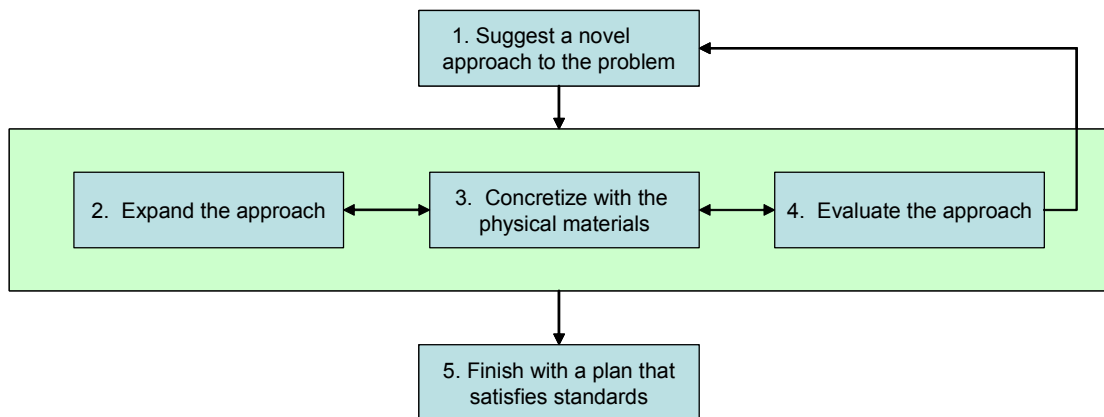 1. Suggest a novel
approach to the problem
2. Expand the approach
3. Concretize with the
physical materials
4. Evaluate the approach
5. Finish with a plan that
satisfies standards